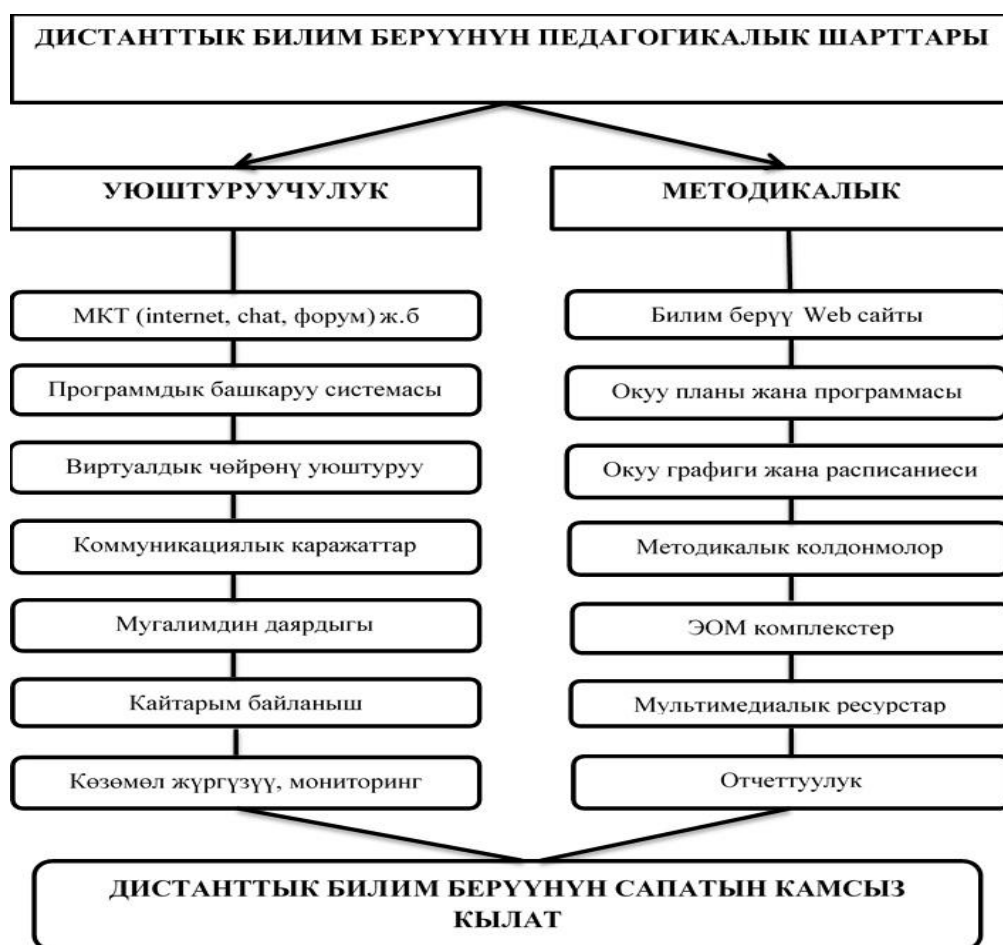 ДИСТАНТТЫК БИЛИМ БЕРҮҮНҮН ПЕДАГОГИКАЛЫК ШАРТТАРЫ
УЮШТУРУУЧУЛУК
МКТ (internet, chat, форум) ж.б
Программдык башкаруу системасы
Виртуалдык чөйрөнү уюштуруу
Коммуникациялык каражаттар
Мугалимдин даярдыгы
Кайтарым байланыш
Көзөмөл жүргүзүү, мониторинг
МЕТОДИКАЛЫК
Билим берүү Web сайты
Окуу планы жана программасы
Окуу графиги жана расписаниеси
Методикалык колдонмолор
ЭОМ комплекстер
Мультимедиалык ресурстар
Отчеттуулук
ДИСТАНТТЫК БИЛИМ БЕРҮҮНҮН САПАТЫН КАМСЫЗ
КЫЛАТ